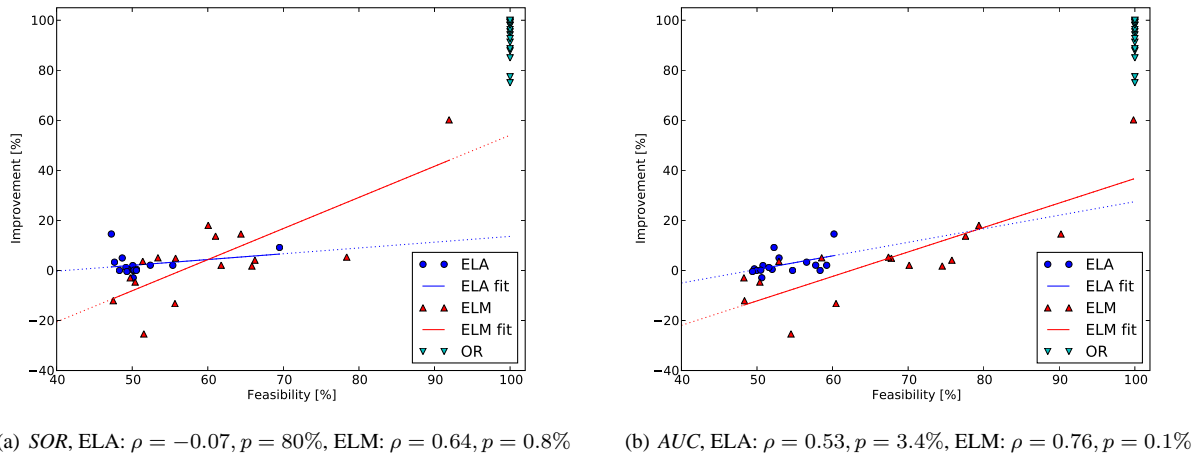 Improvement [%]
100
80
60
40
20
0
−20
−40
40
50
60
70
80
90
100
Feasibility [%]
ELA
ELA fit
ELM
ELM fit
OR
Improvement [%]
100
80
60
40
20
0
−20
−40
40
50
60
70
80
90
100
Feasibility [%]
ELA
ELA fit
ELM
ELM fit
OR
a) SOR, ELA: ρ = −0.07, p = 80%, ELM: ρ = 0.64, p = 0.8%
(b) AUC, ELA: ρ = 0.53, p = 3.4%, ELM: ρ = 0.76, p = 0.1%